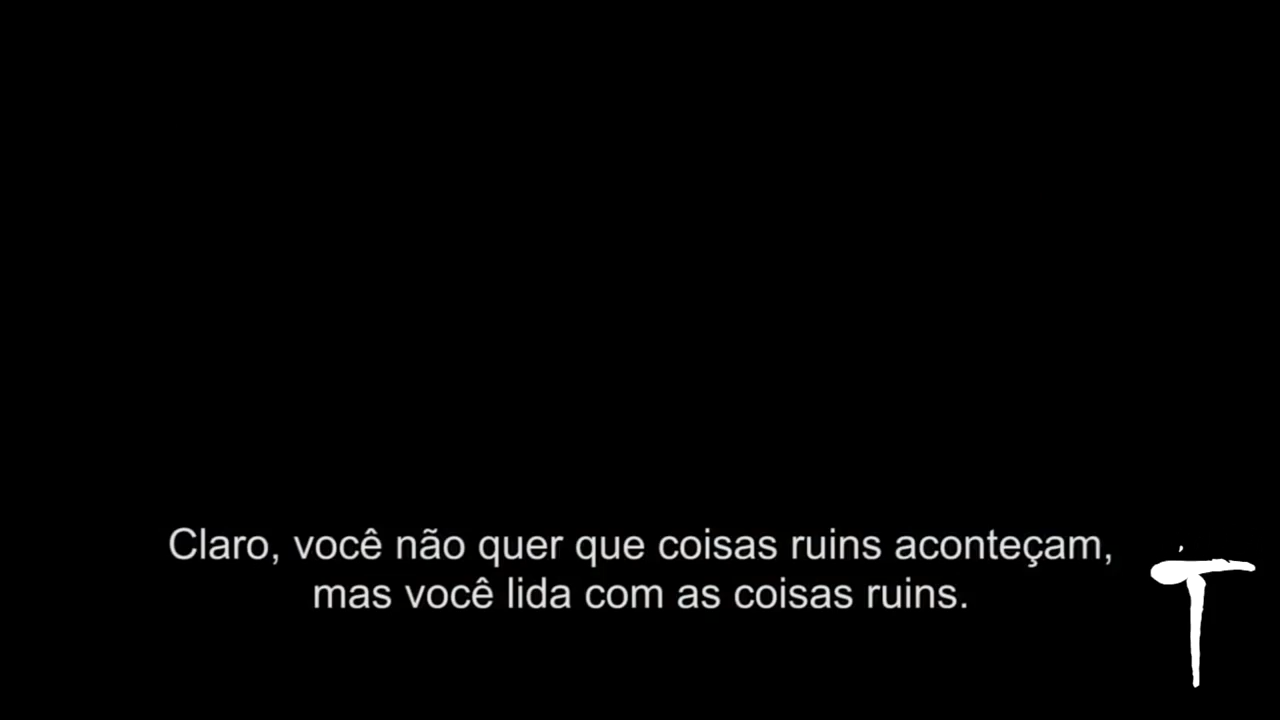 Claro, você não quer que coisas ruins aconteçam,
mas você lida com as coisas ruins.
T